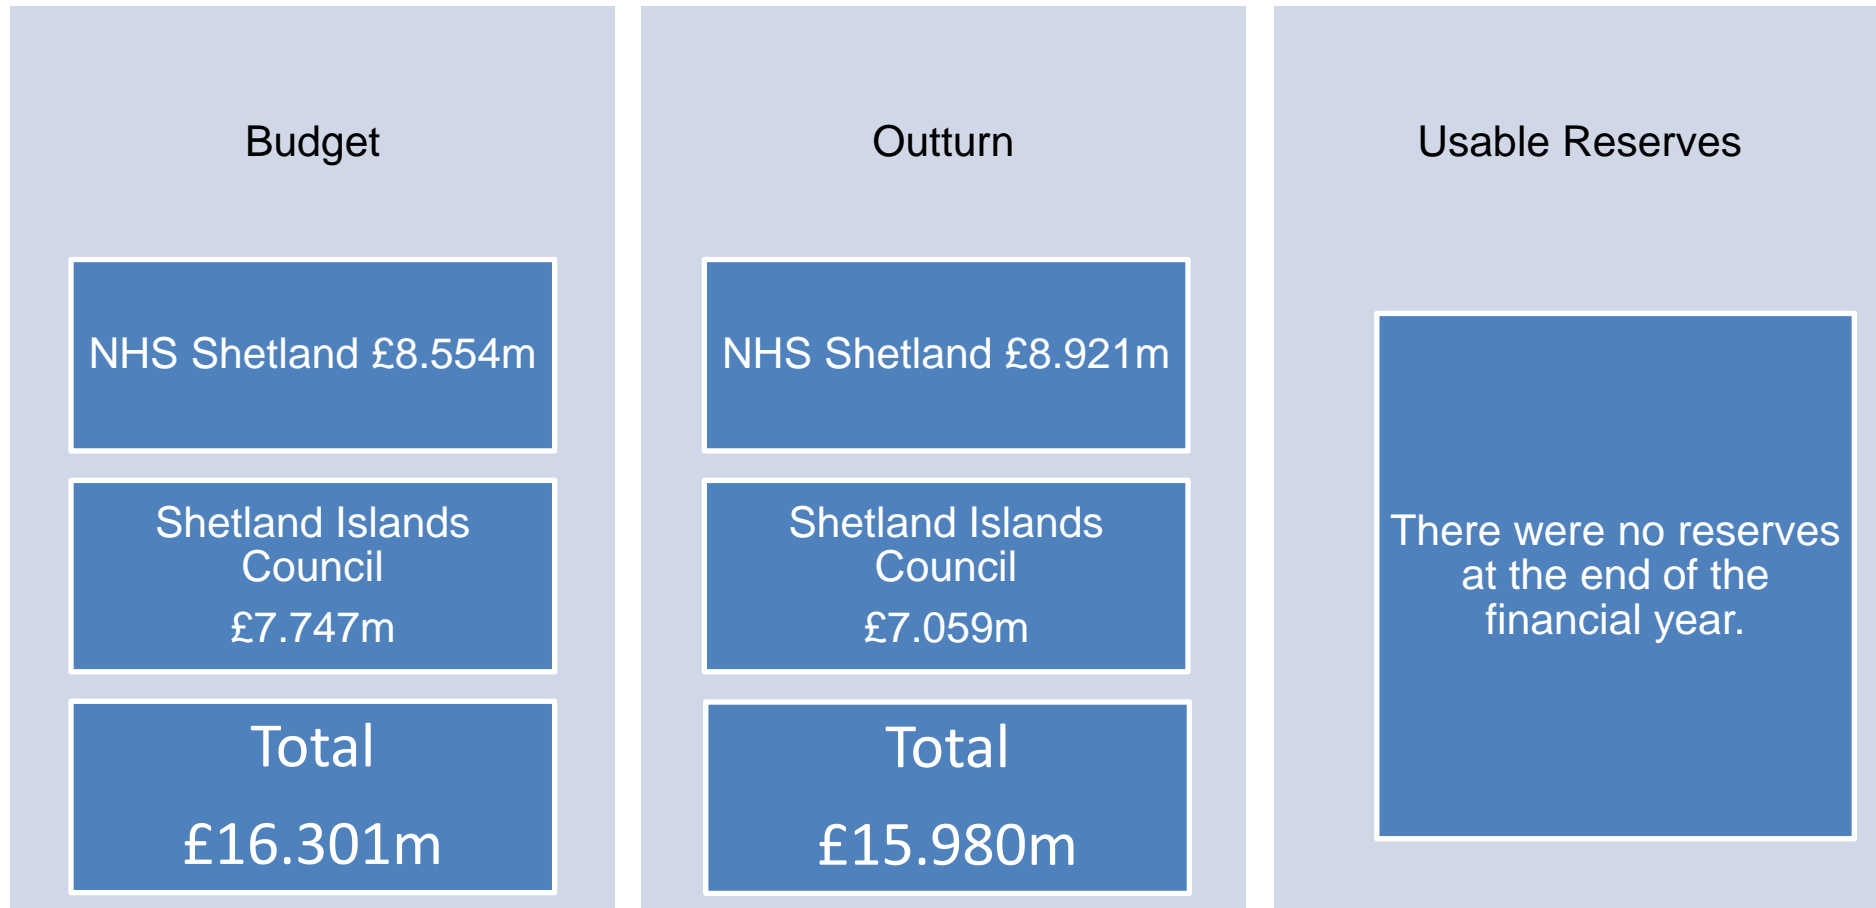 Budget
NHS Shetland £8.554m
Shetland Islands
Council
£7.747m
Total
£16.301m
Outturn
NHS Shetland £8.921m
Shetland Islands
Council
£7.059m
Total
£15.980m
Usable Reserves
There were no reserves
at the end of the
financial year.